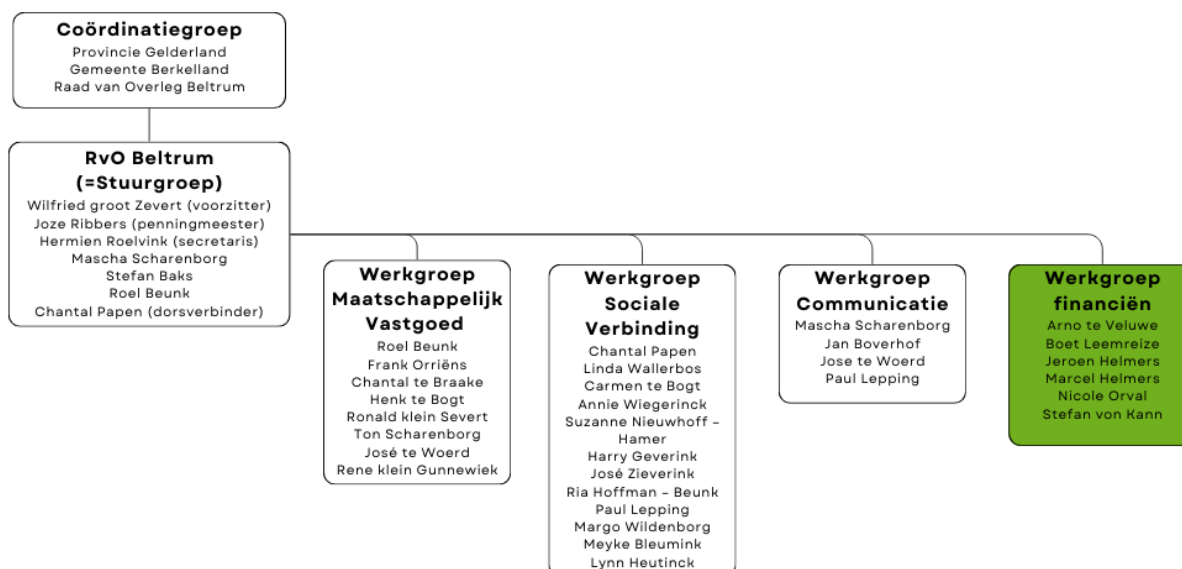 Coördinatiegroep
Provincie Gelderland
Gemeente Berkelland
Raad van Overleg Beltrum
RvO Beltrum
(=Stuurgroep)
Wilfried groot Zevert (voorzitter)
Joze Ribbers (penningmeester)
Hermien Roelvink (secretaris)
Mascha Scharenborg
Stefan Baks
Roel Beunk
Chantal Papen (dorsverbinder)
Werkgroep
Maatschappelijk
Vastgoed
Roel Beunk
Frank Orriëns
Chantal te Braake
Henk te Bogt
Ronald klein Severt
Ton Scharenborg
José te Woerd
Rene klein Gunnewiek
Werkgroep
Sociale
Verbinding
Chantal Papen
Linda Wallerbos
Carmen te Bogt
Annie Wiegerinck
Suzanne Nieuwhoff –
Hamer
Harry Geverink
José Zieverink
Ria Hoffman – Beunk
Paul Lepping
Margo Wildenborg
Meyke Bleumink
Lynn Heutinck
Werkgroep
Communicatie
Mascha Scharenborg
Jan Boverhof
Jose te Woerd
Paul Lepping
Werkgroep
financiën
Arno te Veluwe
Boet Leemreize
Jeroen Helmers
Marcel Helmers
Nicole Orval
Stefan von Kann